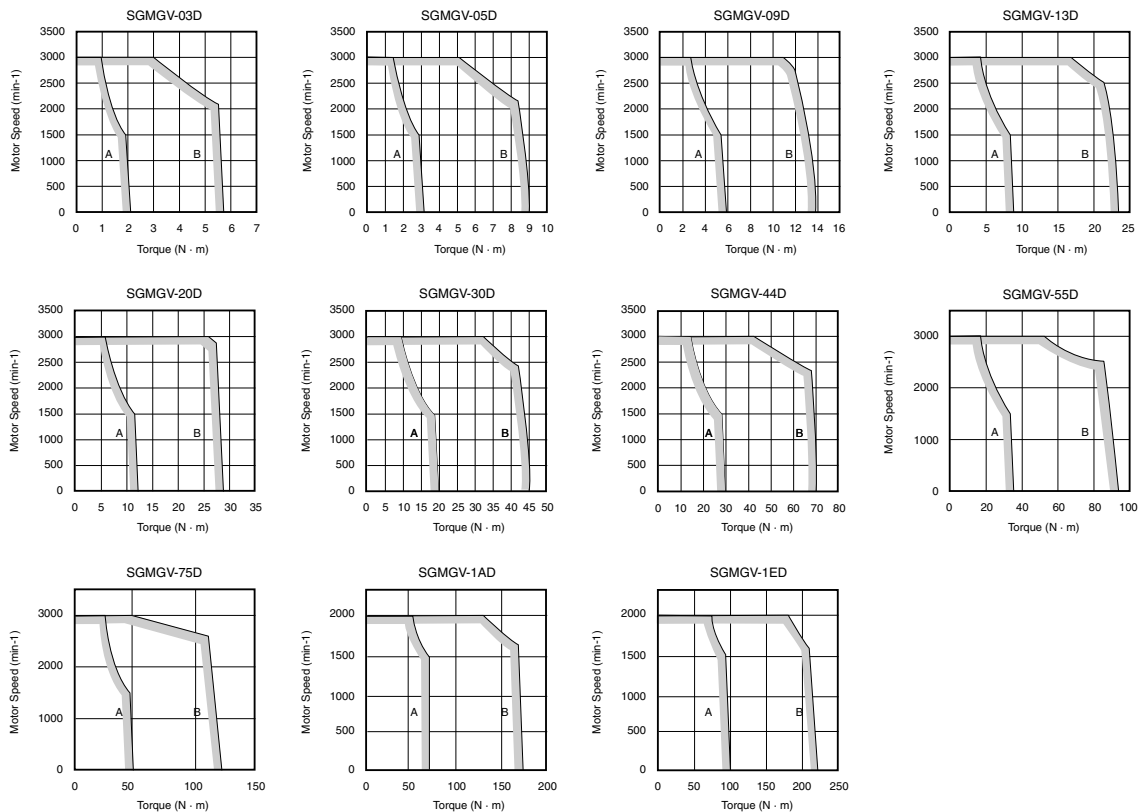 SGMGV-03D
Motor Speed (min-1)
3500
3000
2500
2000
1500
1000
500
0
A
B
0 1 2 3 4 5 6 7
Torque (N · m)
SGMGV-05D
Motor Speed (min-1)
3500
3000
2500
2000
1500
1000
500
0
A
B
0 1 2 3 4 5 6 7 8 9 10
Torque (N · m)
SGMGV-09D
Motor Speed (min-1)
3500
3000
2500
2000
1500
1000
500
0
A
B
0 2 4 6 8 10 12 14 16
Torque (N · m)
SGMGV-13D
Motor Speed (min-1)
3500
3000
2500
2000
1500
1000
500
0
A
B
0 5 10 15 20 25
Torque (N · m)
SGMGV-20D
Motor Speed (min-1)
3500
3000
2500
2000
1500
1000
500
0
A
B
0 5 10 15 20 25 30 35
Torque (N · m)
SGMGV-30D
Motor Speed (min-1)
3500
3000
2500
2000
1500
1000
500
0
A
B
0 5 10 15 20 25 30 35 40 45 50
Torque (N · m)
SGMGV-44D
Motor Speed (min-1)
3500
3000
2500
2000
1500
1000
500
0
A
B
0 10 20 30 40 50 60 70 80
Torque (N · m)
SGMGV-55D
Motor Speed (min-1)
3000
2000
1000
0
A
B
0 20 40 60 80 100
Torque (N · m)
SGMGV-75D
Motor Speed (min-1)
3000
2000
1000
0
A
B
0 50 100 150
Torque (N · m)
SGMGV-1AD
Motor Speed (min-1)
2000
1500
1000
500
0
A
B
0 50 100 150 200
Torque (N · m)
SGMGV-1ED
Motor Speed (min-1)
2000
1500
1000
500
0
A
B
0 50 100 150 200 250
Torque (N · m)